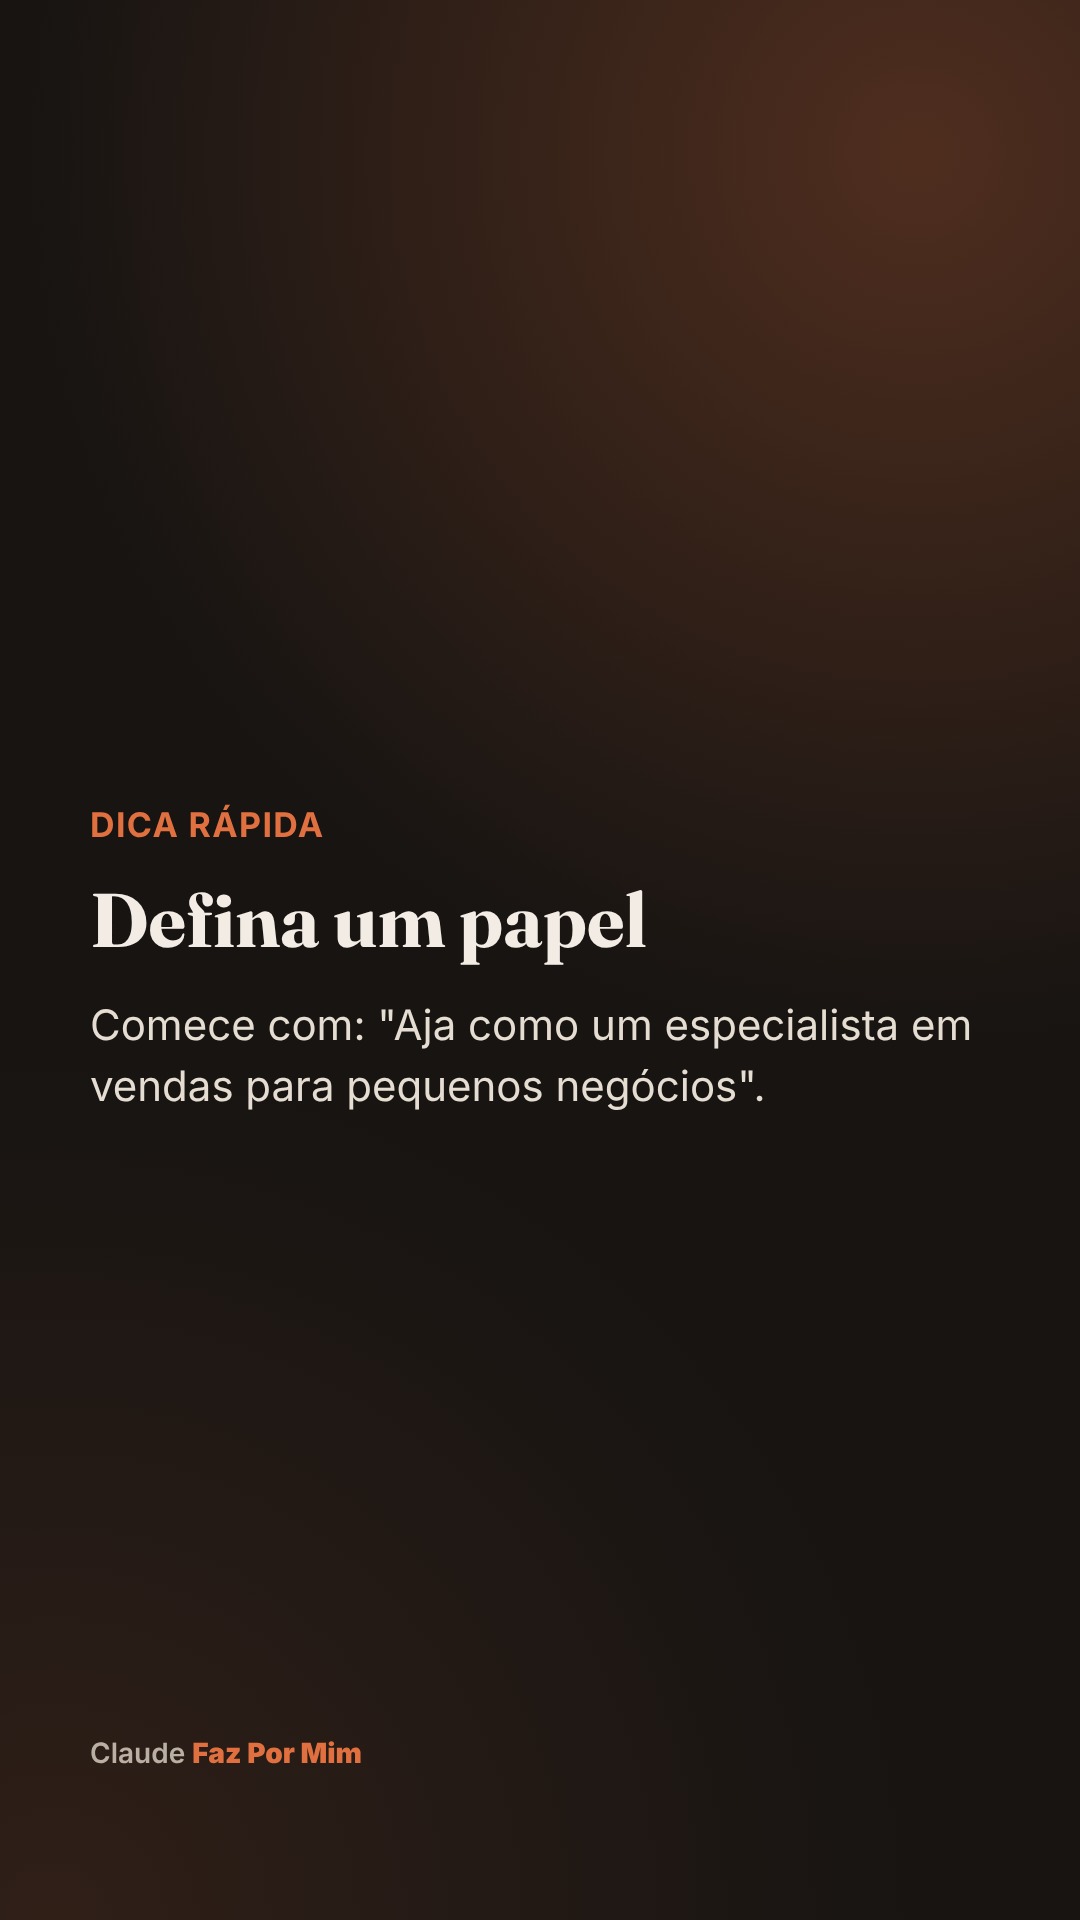 DICA RÁPIDA
Defina um papel
Comece com: "Aja como um especialista em
vendas para pequenos negócios".
Claude Faz Por Mim